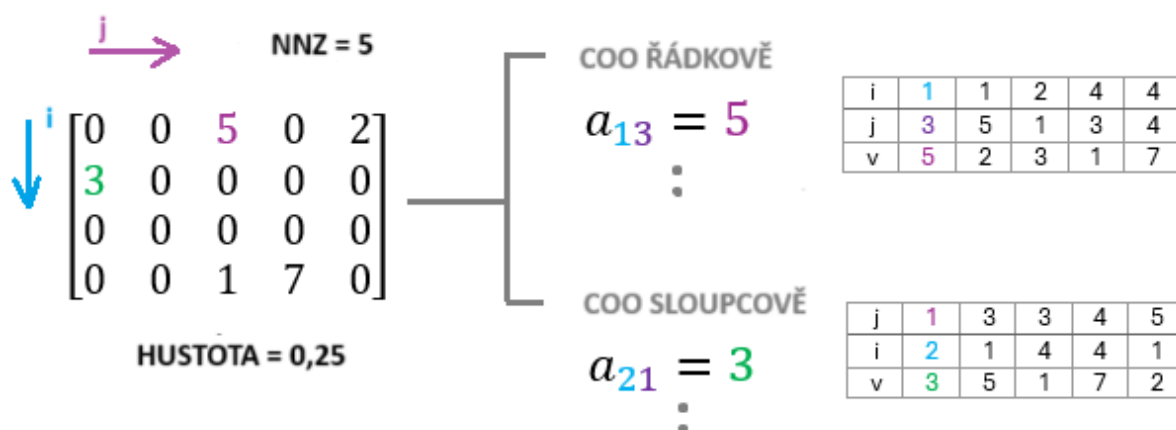 j
NNZ = 5
i
0 0 5 0 2
3 0 0 0 0
0 0 0 0 0
0 0 1 7 0
HUSTOTA = 0,25
COO ŘÁDKOVĚ
a13 = 5
:
i 1 1 2 4 4
j 3 5 1 3 4
v 5 2 3 1 7
COO SLOUPCOVĚ
a21 = 3
:
j 1 3 3 4 5
i 2 1 4 4 1
v 3 5 1 7 2